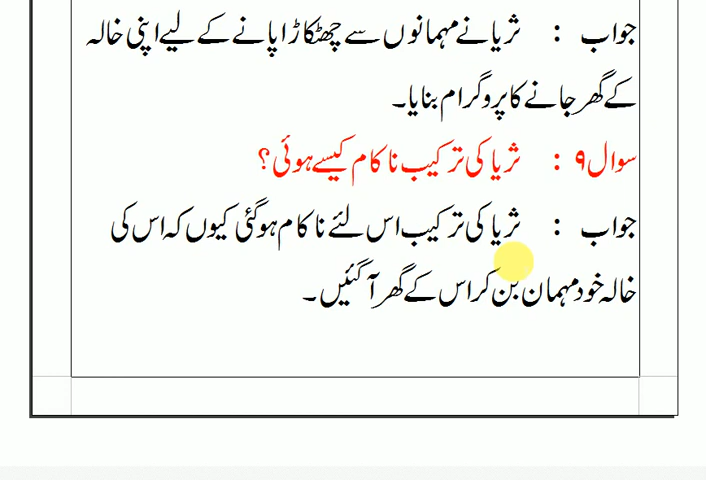 جواب : ثریا نے مہمانوں سے چھٹکاڑا پانے کے لیے اپنی خالہ
کے گھر جانے کا پروگرام بنایا۔
سوال ۹ : ثریا کی ترکیب ناکام کیسے ہوئی؟
جواب : ثریا کی ترکیب اس لئے ناکام ہوگئی کیوں کہ اس کی
خالہ خود مہمان بن کر اس کے گھر آ گئیں۔